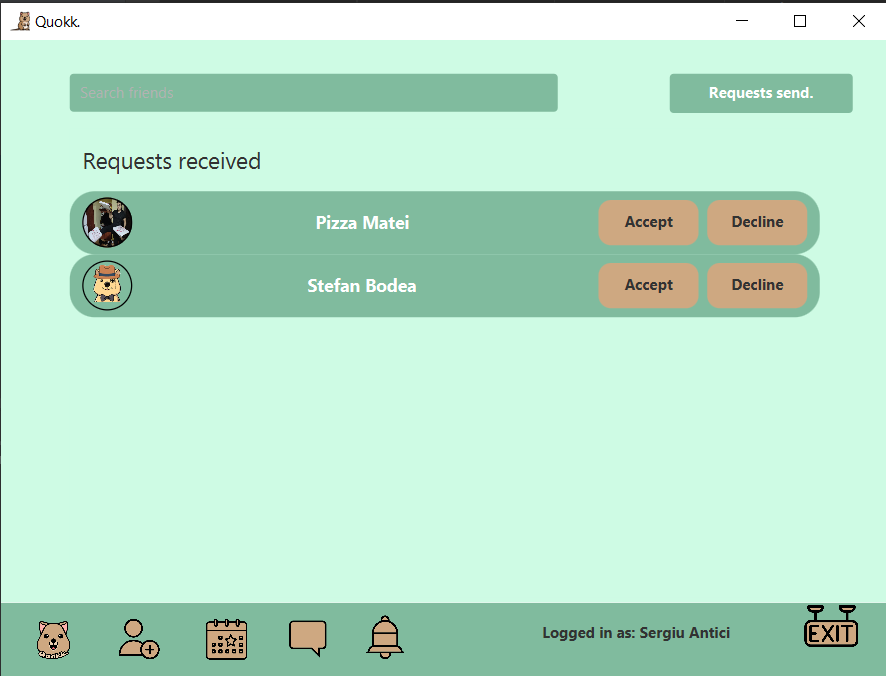 Quokk.
Search friends
Requests send.
Requests received
Pizza Matei
Accept
Decline
Stefan Bodea
Accept
Decline
Logged in as: Sergiu Antici
EXIT